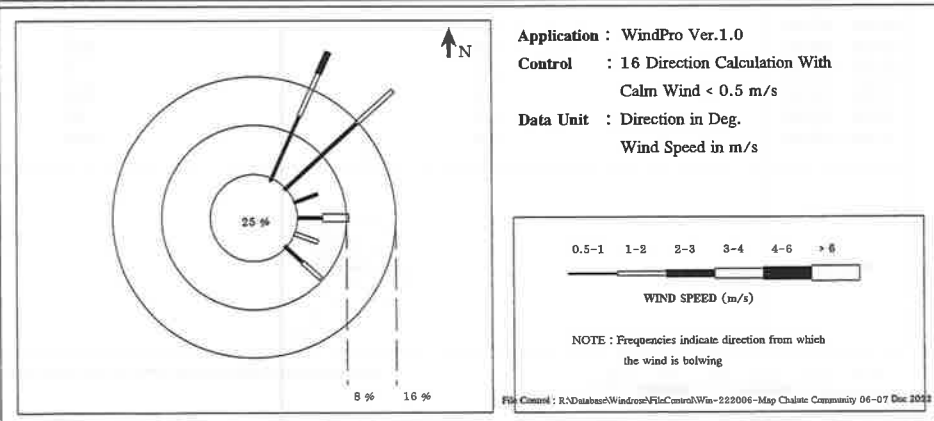 N
25 %
8 % 16 %
Application : WindPro Ver.1.0
Control : 16 Direction Calculation With
Calm Wind < 0.5 m/s
Data Unit : Direction in Deg.
Wind Speed in m/s
0.5-1 1-2 2-3 3-4 4-6 > 6
WIND SPEED (m/s)
NOTE : Frequencies indicate direction from which
the wind is bolwing
File Control : R:\Database\Windrose\FileControl\Win-222006-Map Chalute Community 06-07 Dec 2022